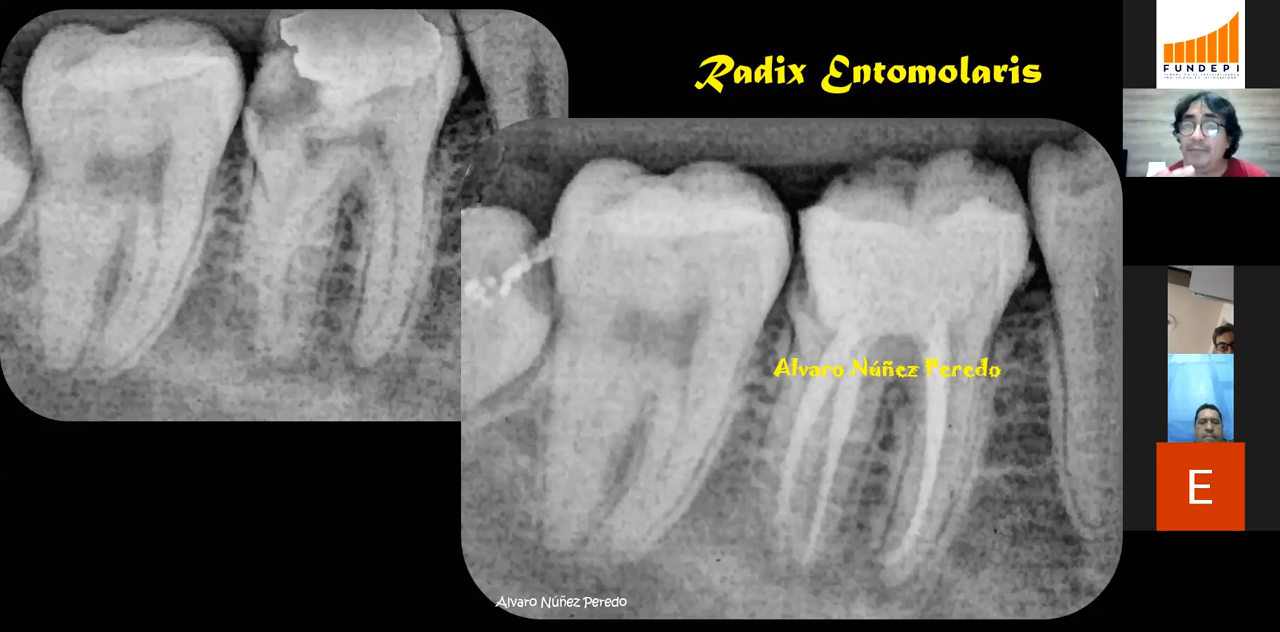 Radix Entomolaris
Alvaro Núñez Peredo
Alvaro Núñez Peredo
FUNDEPI
E